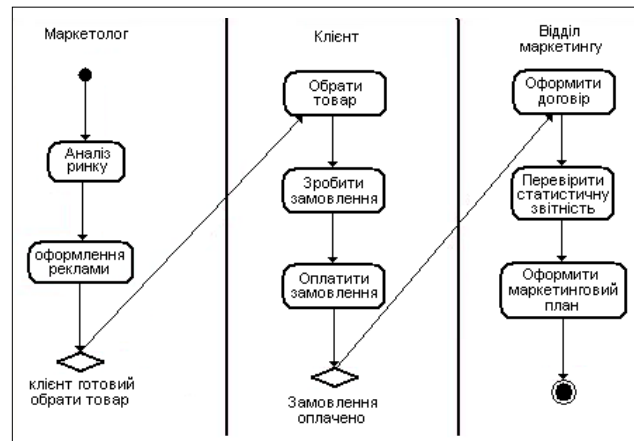 Маркетолог
Аналіз
ринку
оформлення
реклами
клієнт готовий
обрати товар
Клієнт
Обрати
товар
Зробити
замовлення
Оплатити
замовлення
Замовлення
оплачено
Відділ
маркетингу
Оформити
договір
Перевірити
статистичну
звітність
Оформити
маркетинговий
план